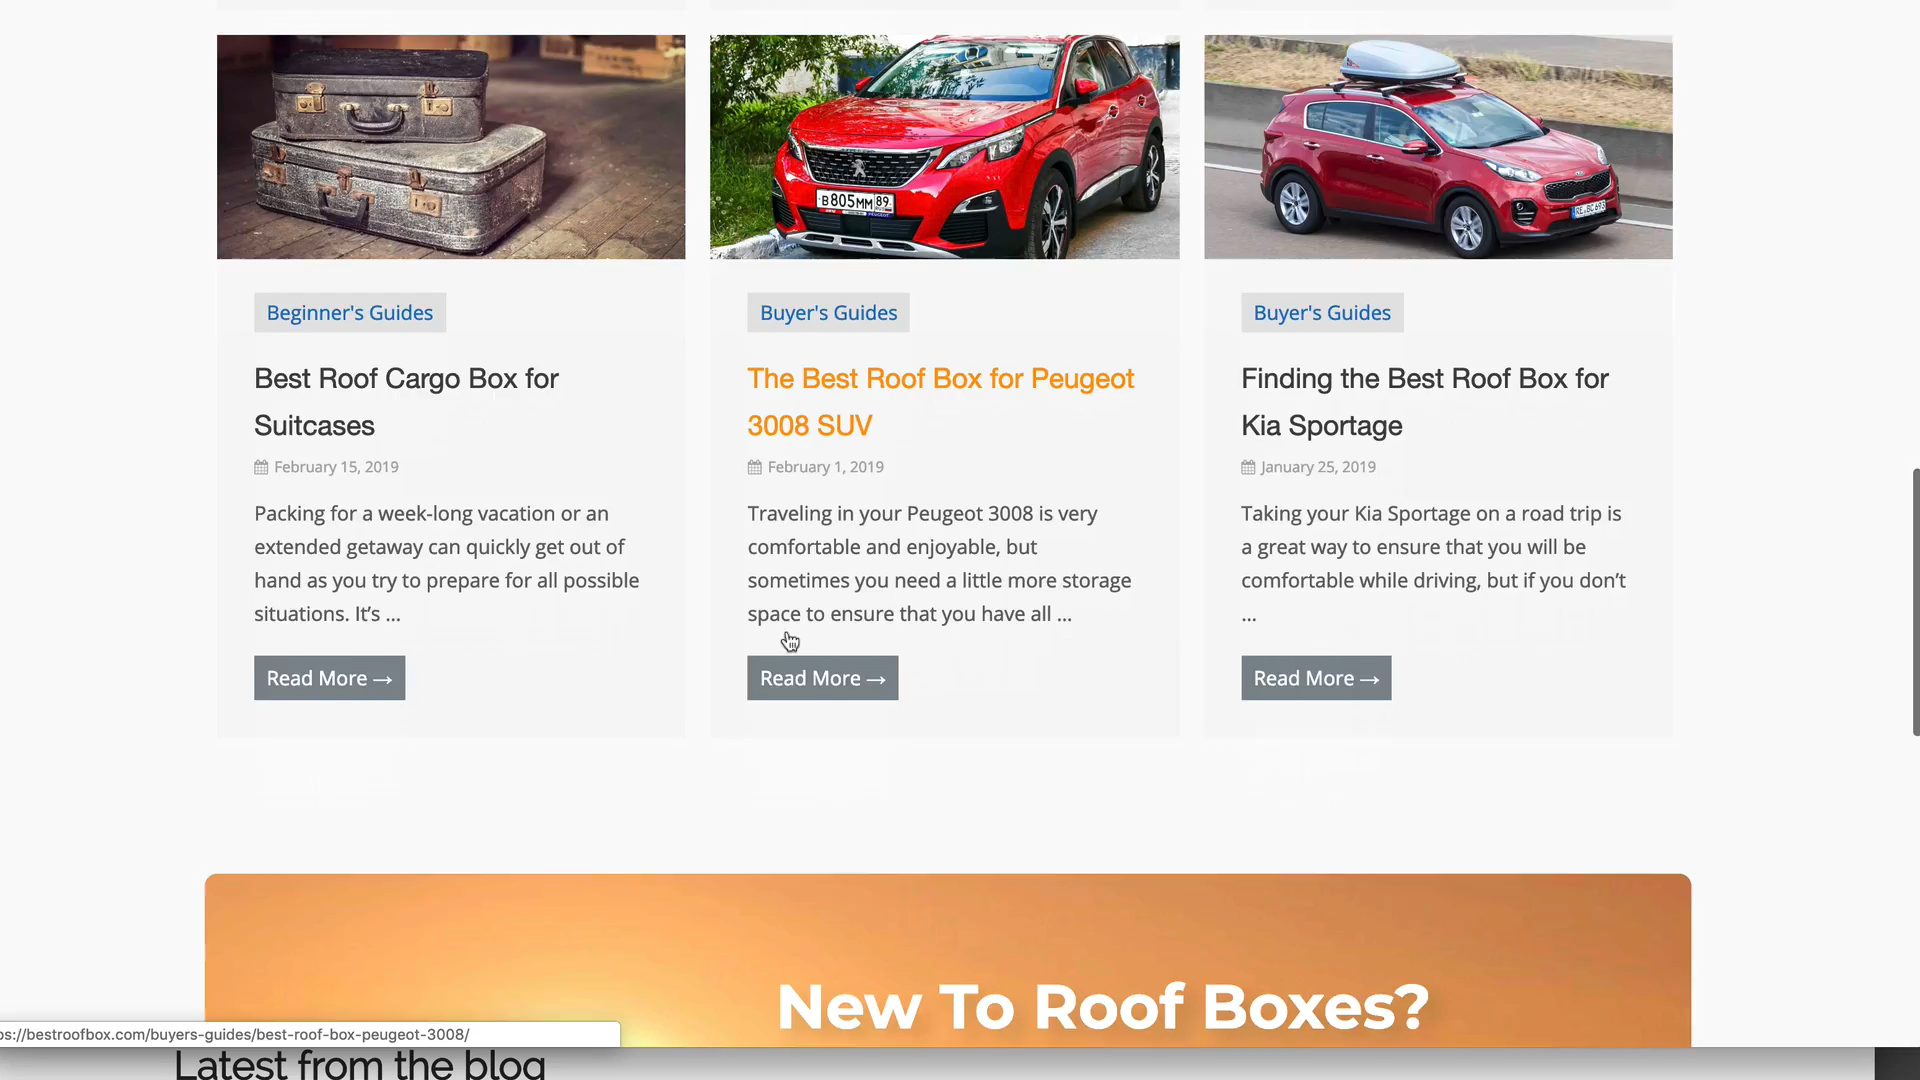 B805MM 89
RE:BC 693
Beginner's Guides
Best Roof Cargo Box for
Suitcases
February 15, 2019
Packing for a week-long vacation or an
extended getaway can quickly get out of
hand as you try to prepare for all possible
situations. It's ...
Read More →
Buyer's Guides
The Best Roof Box for Peugeot
3008 SUV
February 1, 2019
Traveling in your Peugeot 3008 is very
comfortable and enjoyable, but
sometimes you need a little more storage
space to ensure that you have all ...
Read More →
Buyer's Guides
Finding the Best Roof Box for
Kia Sportage
January 25, 2019
Taking your Kia Sportage on a road trip is
a great way to ensure that you will be
comfortable while driving, but if you don't
...
Read More →
New To Roof Boxes?
ps://bestroofbox.com/buyers-guides/best-roof-box-peugeot-3008/
Latest from the blog